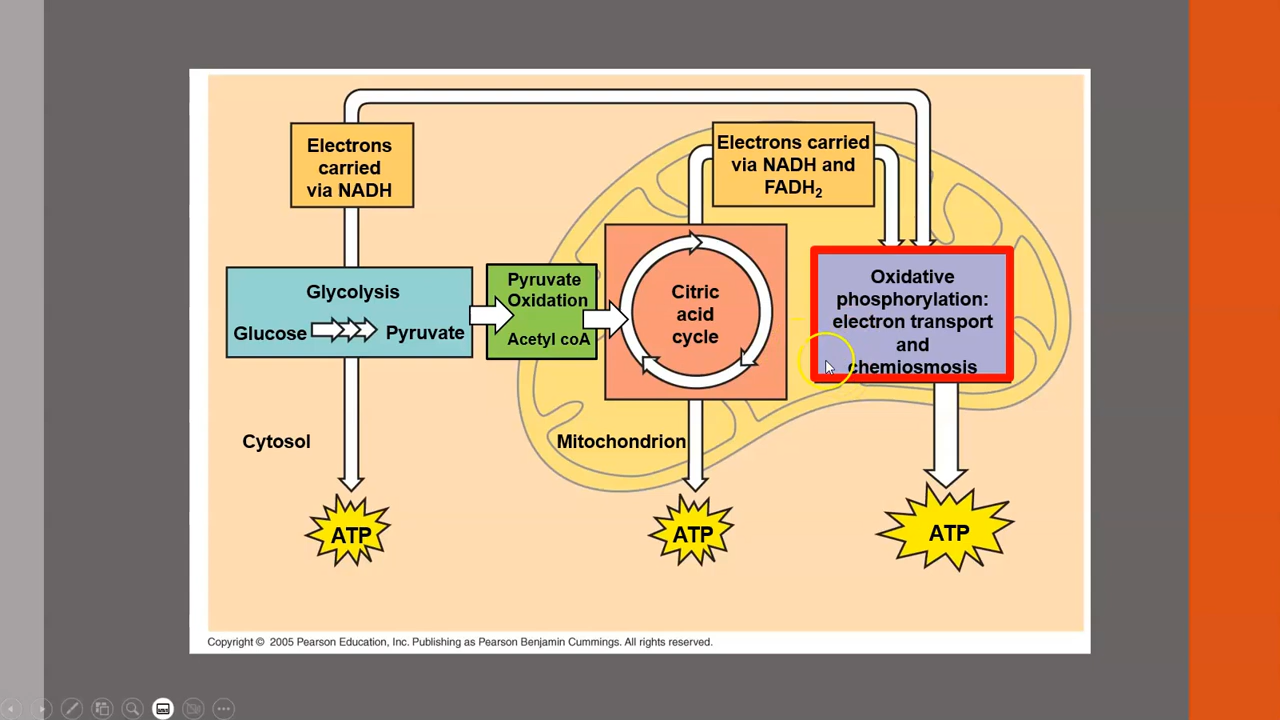 Electrons
carried
via NADH
Electrons carried
via NADH and
FADH2
Glycolysis
Glucose
Pyruvate
Pyruvate
Oxidation
Acetyl coA
Citric
acid
cycle
Oxidative
phosphorylation:
electron transport
and
chemiosmosis
Cytosol
Mitochondrion
ATP
ATP
ATP
Copyright © 2005 Pearson Education, Inc. Publishing as Pearson Benjamin Cummings. All rights reserved.